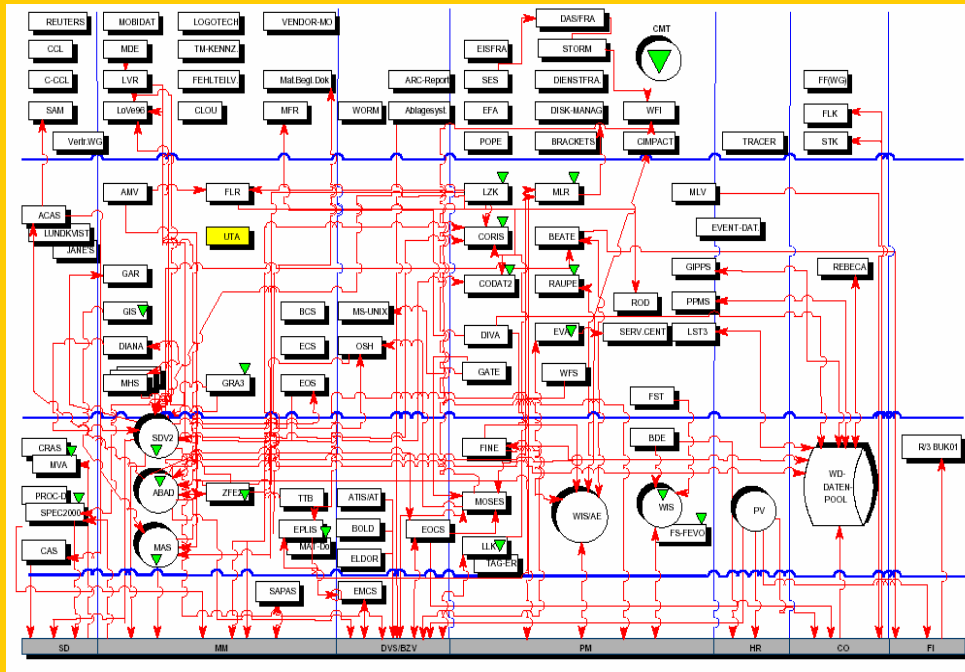 REUTERS
MOBIDAT
LOGOTECH
VENDOR-MO
DAS/FRA
CMT
CCL
MDE
TM-KENNZ.
EISFRA
STORM
C-CCL
LVR
FEHLTEILV.
Mat.Begl.Dok
ARC-Report
SES
DIENSTFRA.
FF(WG)
SAM
LoVe96
CLOU
MFR
WORM
Ablagesyst.
EFA
DISK-MANAG
WFI
FLK
Vertr.WG
POPE
BRACKETS
CIMPACT
TRACER
STK
AMV
FLR
LZK
MLR
MLV
ACAS
LUNDKVIST
JANE'S
UTA
CORIS
BEATE
EVENT-DAT.
GAR
CODAT2
RAUPE
GIPPS
REBECA
GIS
BCS
MS-UNIX
ROD
PPMS
DIANA
ECS
OSH
DIVA
SERV.CENT
LST3
MHS
GRA3
EOS
GATE
WFS
FST
SDV2
CRAS
MVA
FINE
BDE
R/3 BUK01
ABAD
WD-
DATEN-
POOL
PROC-D
SPEC2000
TTB
ATIS/AT
MOSES
WIS/AE
WIS
PV
EPLIS
BOLD
EOCS
FS-FEVO
CAS
MAS
ELDOR
LLK
TAG-ER
SAPAS
EMCS
SD
MM
DVS/BZV
PM
HR
CO
FI